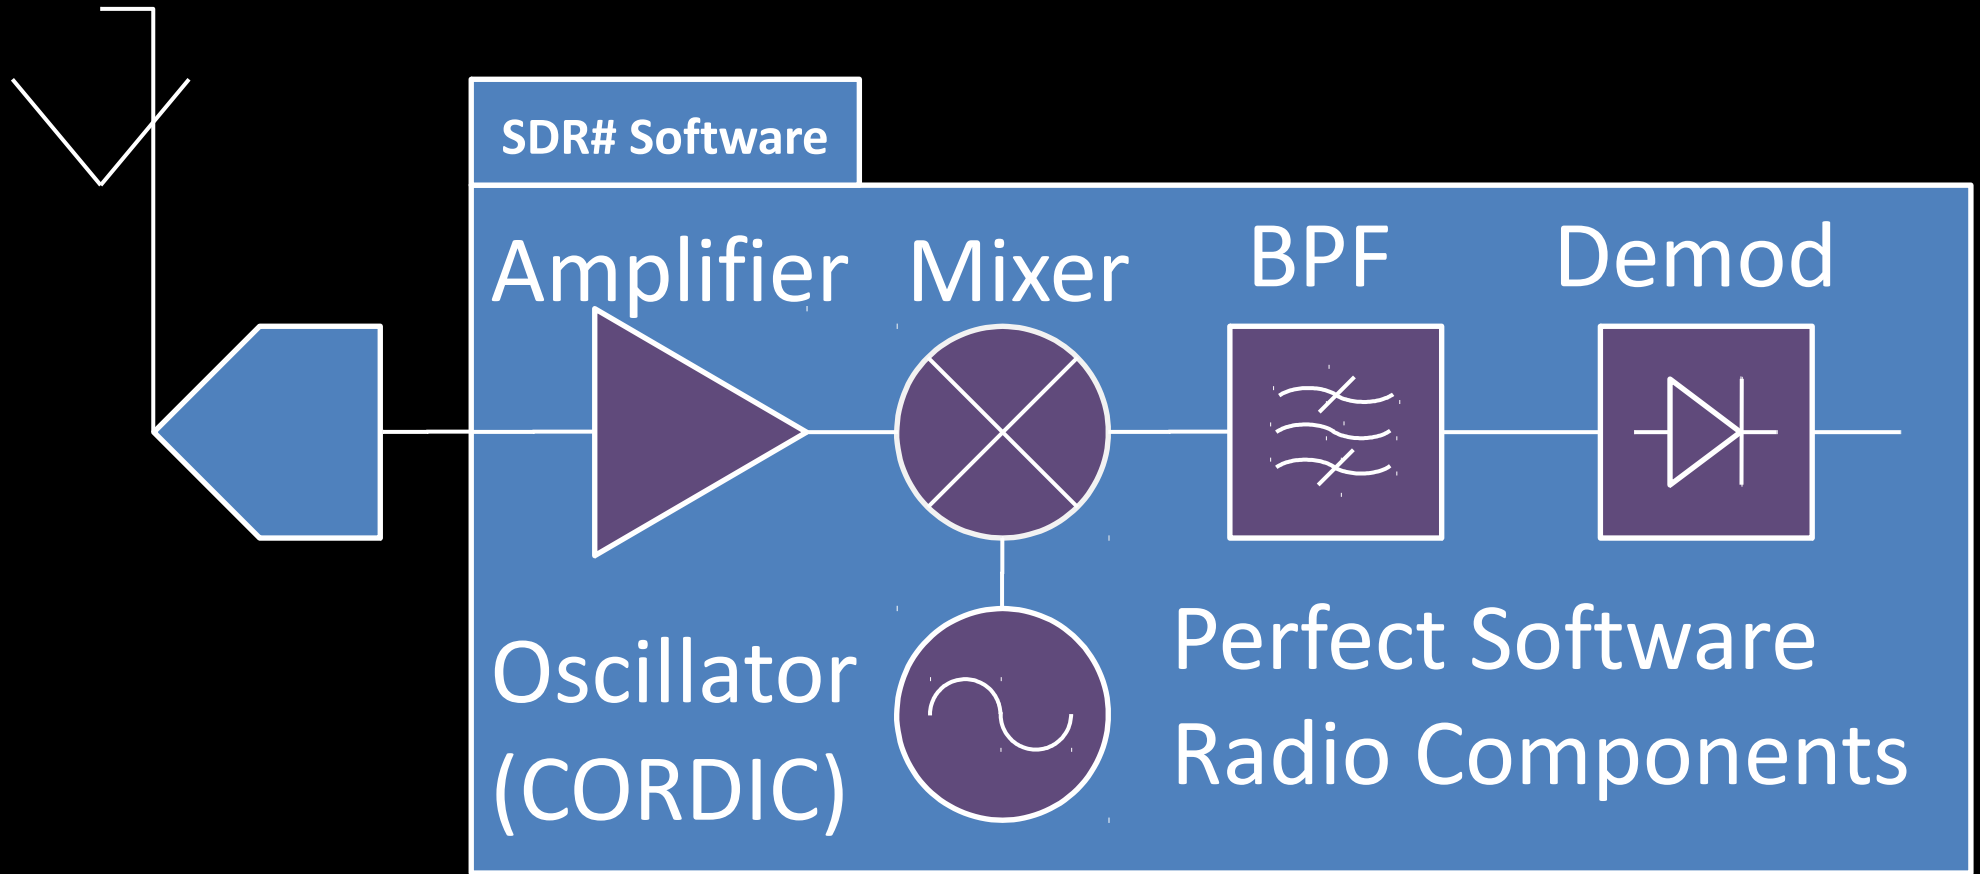 SDR# Software
Amplifier
Mixer
BPF
Demod
Oscillator
(CORDIC)
Perfect Software
Radio Components